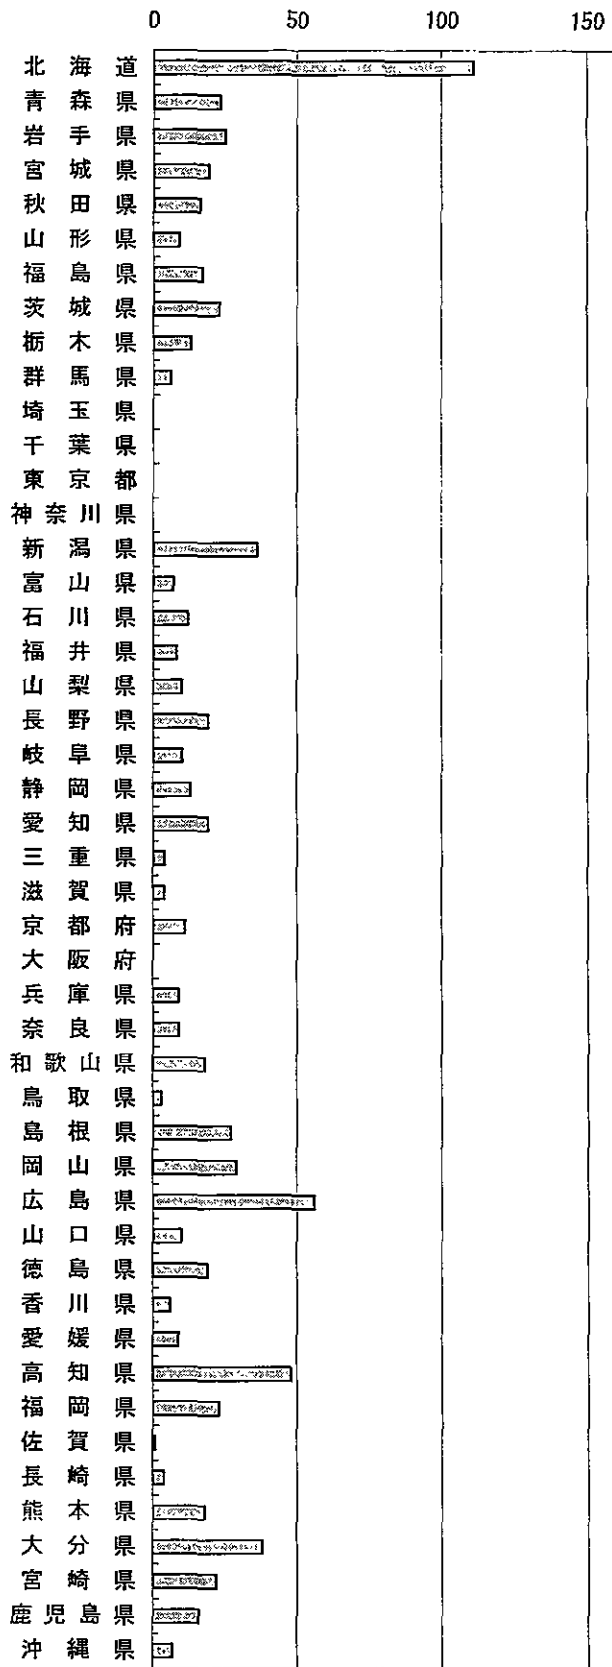 0 50 100 150
北海道
青森県
岩手県
宮城県
秋田県
山形県
福島県
茨城県
栃木県
群馬県
埼玉県
千葉県
東京都
神奈川県
新潟県
富山県
石川県
福井県
山梨県
長野県
岐阜県
静岡県
愛知県
三重県
滋賀県
京都府
大阪府
兵庫県
奈良県
和歌山県
鳥取県
島根県
岡山県
広島県
山口県
徳島県
香川県
愛媛県
高知県
福岡県
佐賀県
長崎県
熊本県
大分県
宮崎県
鹿児島県
沖縄県